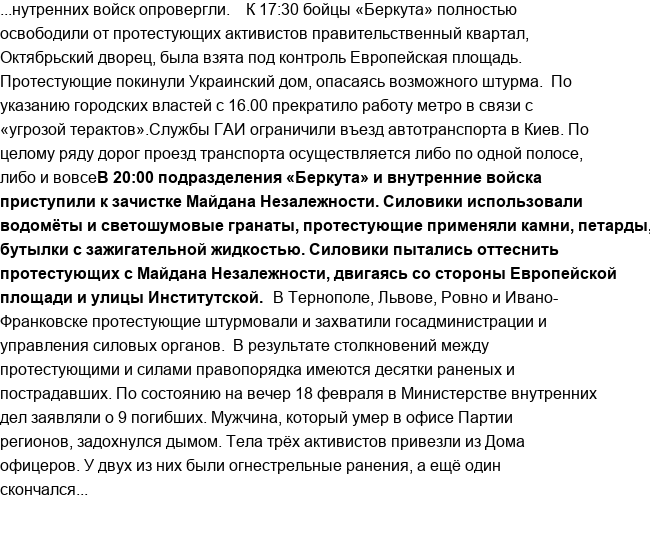 ...нутренних войск опровергли.    К 17:30 бойцы «Беркута» полностью
освободили от протестующих активистов правительственный квартал,
Октябрьский дворец, была взята под контроль Европейская площадь.
Протестующие покинули Украинский дом, опасаясь возможного штурма.  По
указанию городских властей с 16.00 прекратило работу метро в связи с
«угрозой терактов».Службы ГАИ ограничили въезд автотранспорта в Киев. По
целому ряду дорог проезд транспорта осуществляется либо по одной полосе,
либо и вовсеВ 20:00 подразделения «Беркута» и внутренние войска
приступили к зачистке Майдана Незалежности. Силовики использовали
водомёты и светошумовые гранаты, протестующие применяли камни, петарды,
бутылки с зажигательной жидкостью. Силовики пытались оттеснить
протестующих с Майдана Незалежности, двигаясь со стороны Европейской
площади и улицы Институтской.  В Тернополе, Львове, Ровно и Ивано-
Франковске протестующие штурмовали и захватили госадминистрации и
управления силовых органов.  В результате столкновений между
протестующими и силами правопорядка имеются десятки раненых и
пострадавших. По состоянию на вечер 18 февраля в Министерстве внутренних
дел заявляли о 9 погибших. Мужчина, который умер в офисе Партии
регионов, задохнулся дымом. Тела трёх активистов привезли из Дома
офицеров. У двух из них были огнестрельные ранения, а ещё один
скончался...